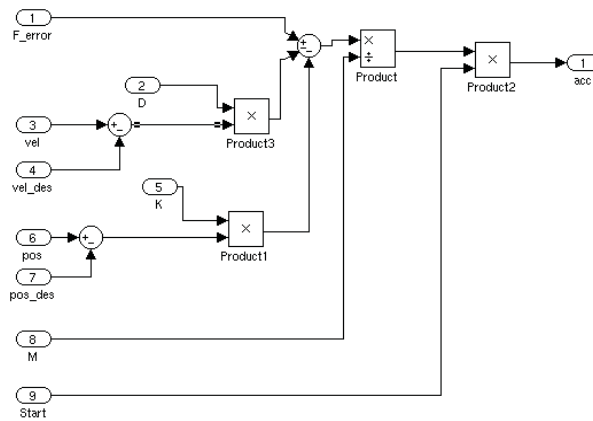 1
F_error
2
D
Product
Product2
1
acc
3
vel
Product3
4
vel_des
5
K
6
pos
Product1
7
pos_des
8
M
9
Start